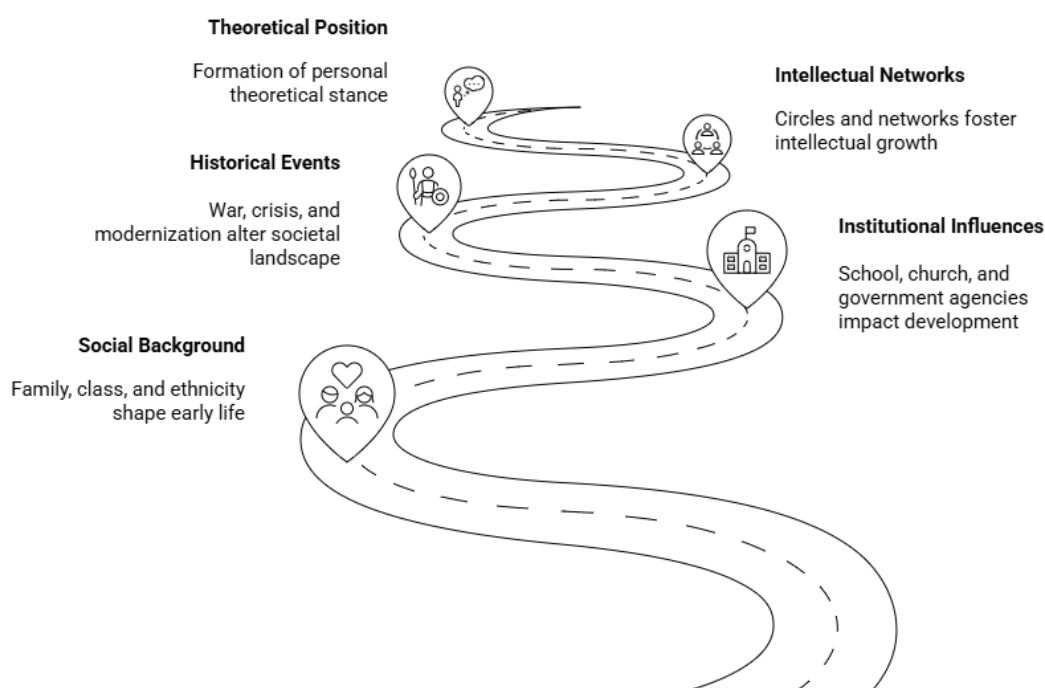 Theoretical Position
Formation of personal
theoretical stance
Intellectual Networks
Circles and networks foster
intellectual growth
Historical Events
War, crisis, and
modernization alter societal
landscape
Institutional Influences
School, church, and
government agencies
impact development
Social Background
Family, class, and ethnicity
shape early life